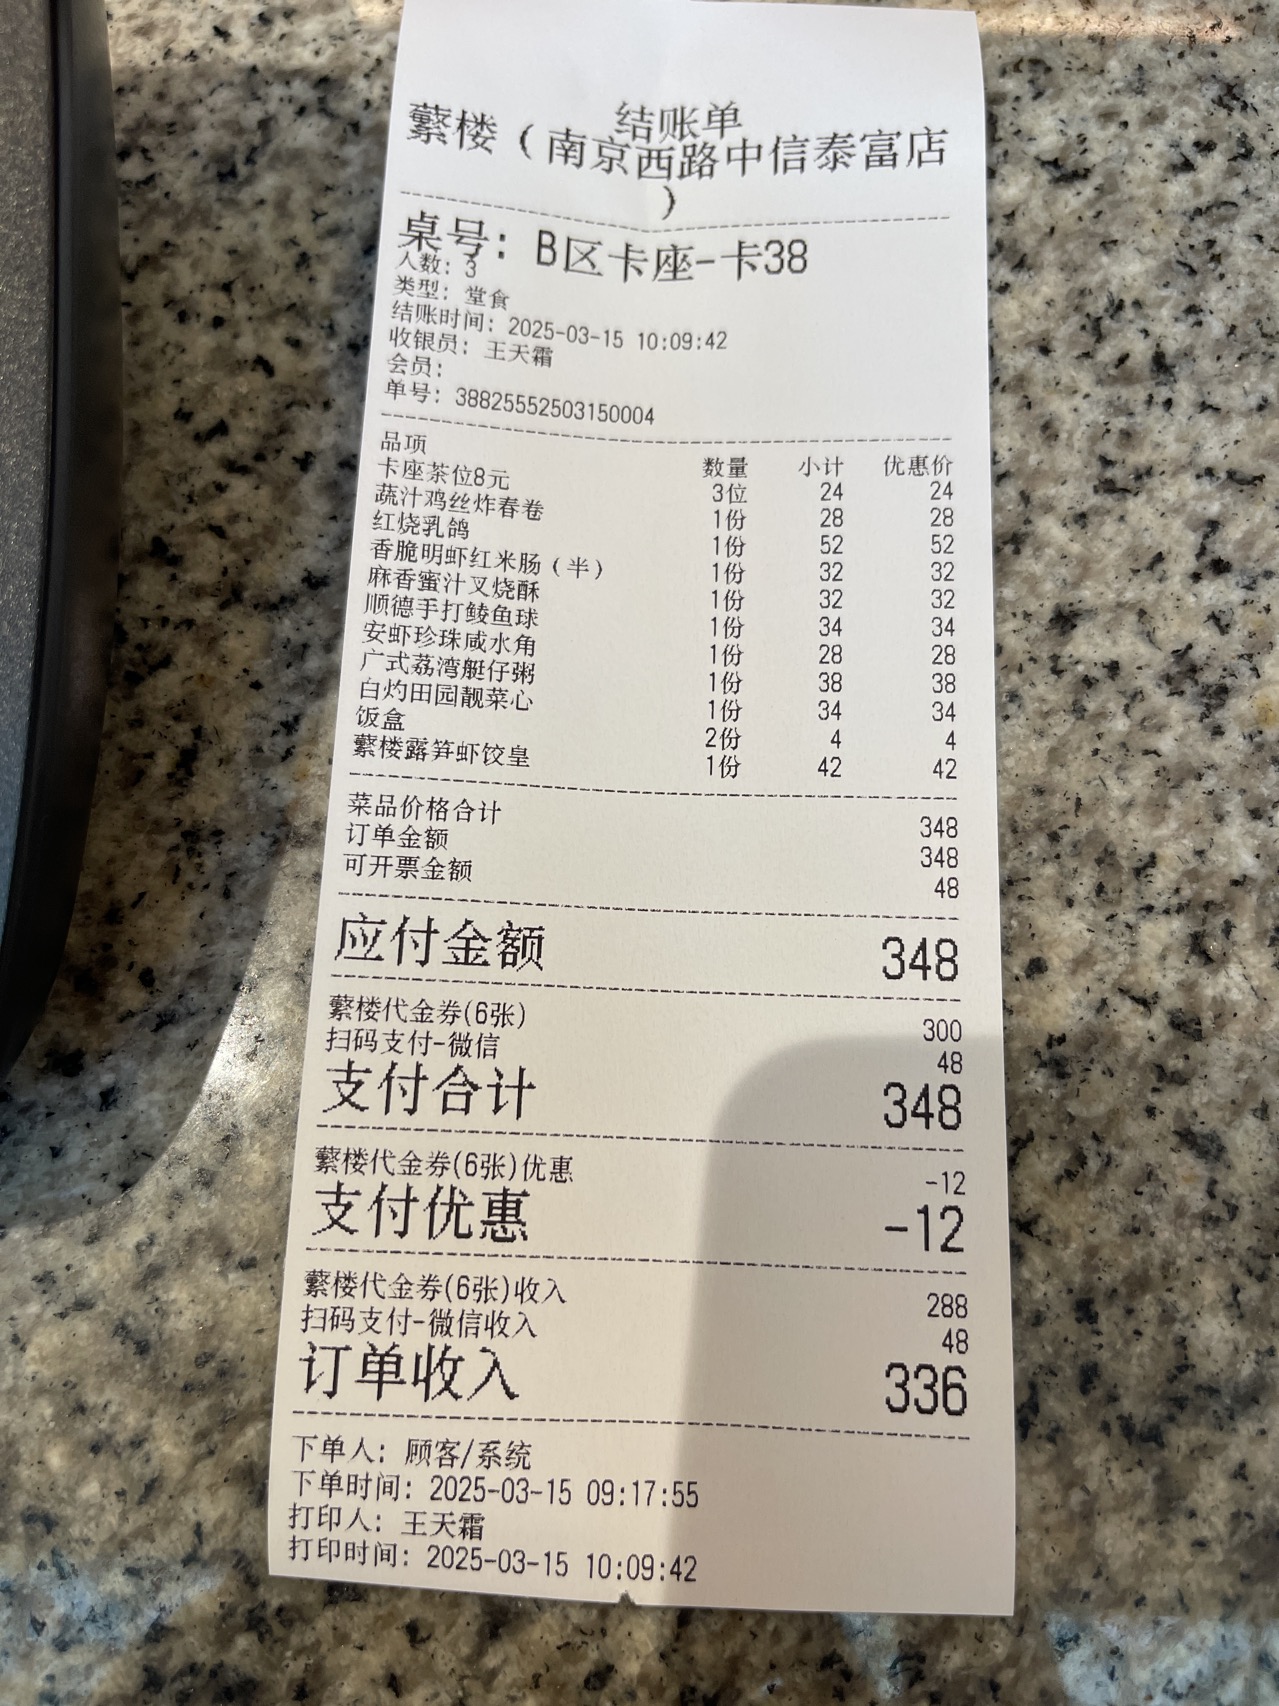 结账单
蘩楼（南京西路中信泰富店
）
桌号：B区卡座-卡38
人数：3
类型：堂食
结账时间：2025-03-15 10:09:42
收银员：王天霜
会员：
单号：38825552503150004
品项 数量 小计 优惠价
卡座茶位8元 3位 24 24
蔬汁鸡丝炸春卷 1份 28 28
红烧乳鸽 1份 52 52
香脆明虾红米肠（半） 1份 32 32
麻香蜜汁叉烧酥 1份 32 32
顺德手打鲮鱼球 1份 34 34
安虾珍珠咸水角 1份 28 28
广式荔湾艇仔粥 1份 38 38
白灼田园靓菜心 1份 34 34
饭盒 2份 4 4
蘩楼露笋虾饺皇 1份 42 42
菜品价格合计 348
订单金额 348
可开票金额 48
应付金额 348
蘩楼代金券(6张) 300
扫码支付-微信 48
支付合计 348
蘩楼代金券(6张)优惠 -12
支付优惠 -12
蘩楼代金券(6张)收入 288
扫码支付-微信收入 48
订单收入 336
下单人：顾客/系统
下单时间：2025-03-15 09:17:55
打印人：王天霜
打印时间：2025-03-15 10:09:42